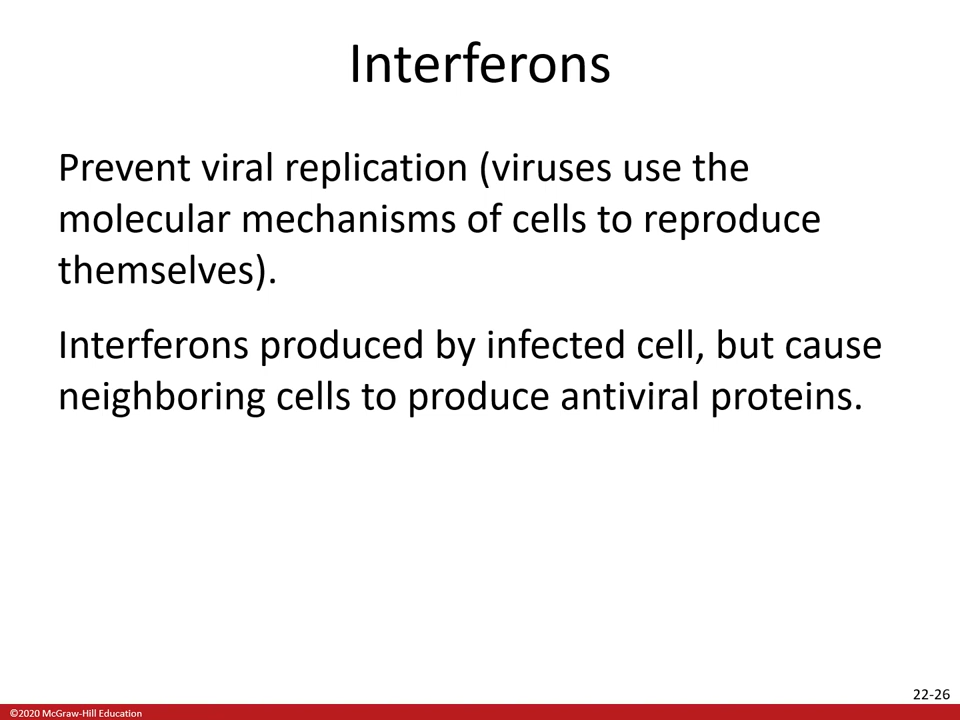 Interferons
Prevent viral replication (viruses use the
molecular mechanisms of cells to reproduce
themselves).
Interferons produced by infected cell, but cause
neighboring cells to produce antiviral proteins.
22-26
©2020 McGraw-Hill Education